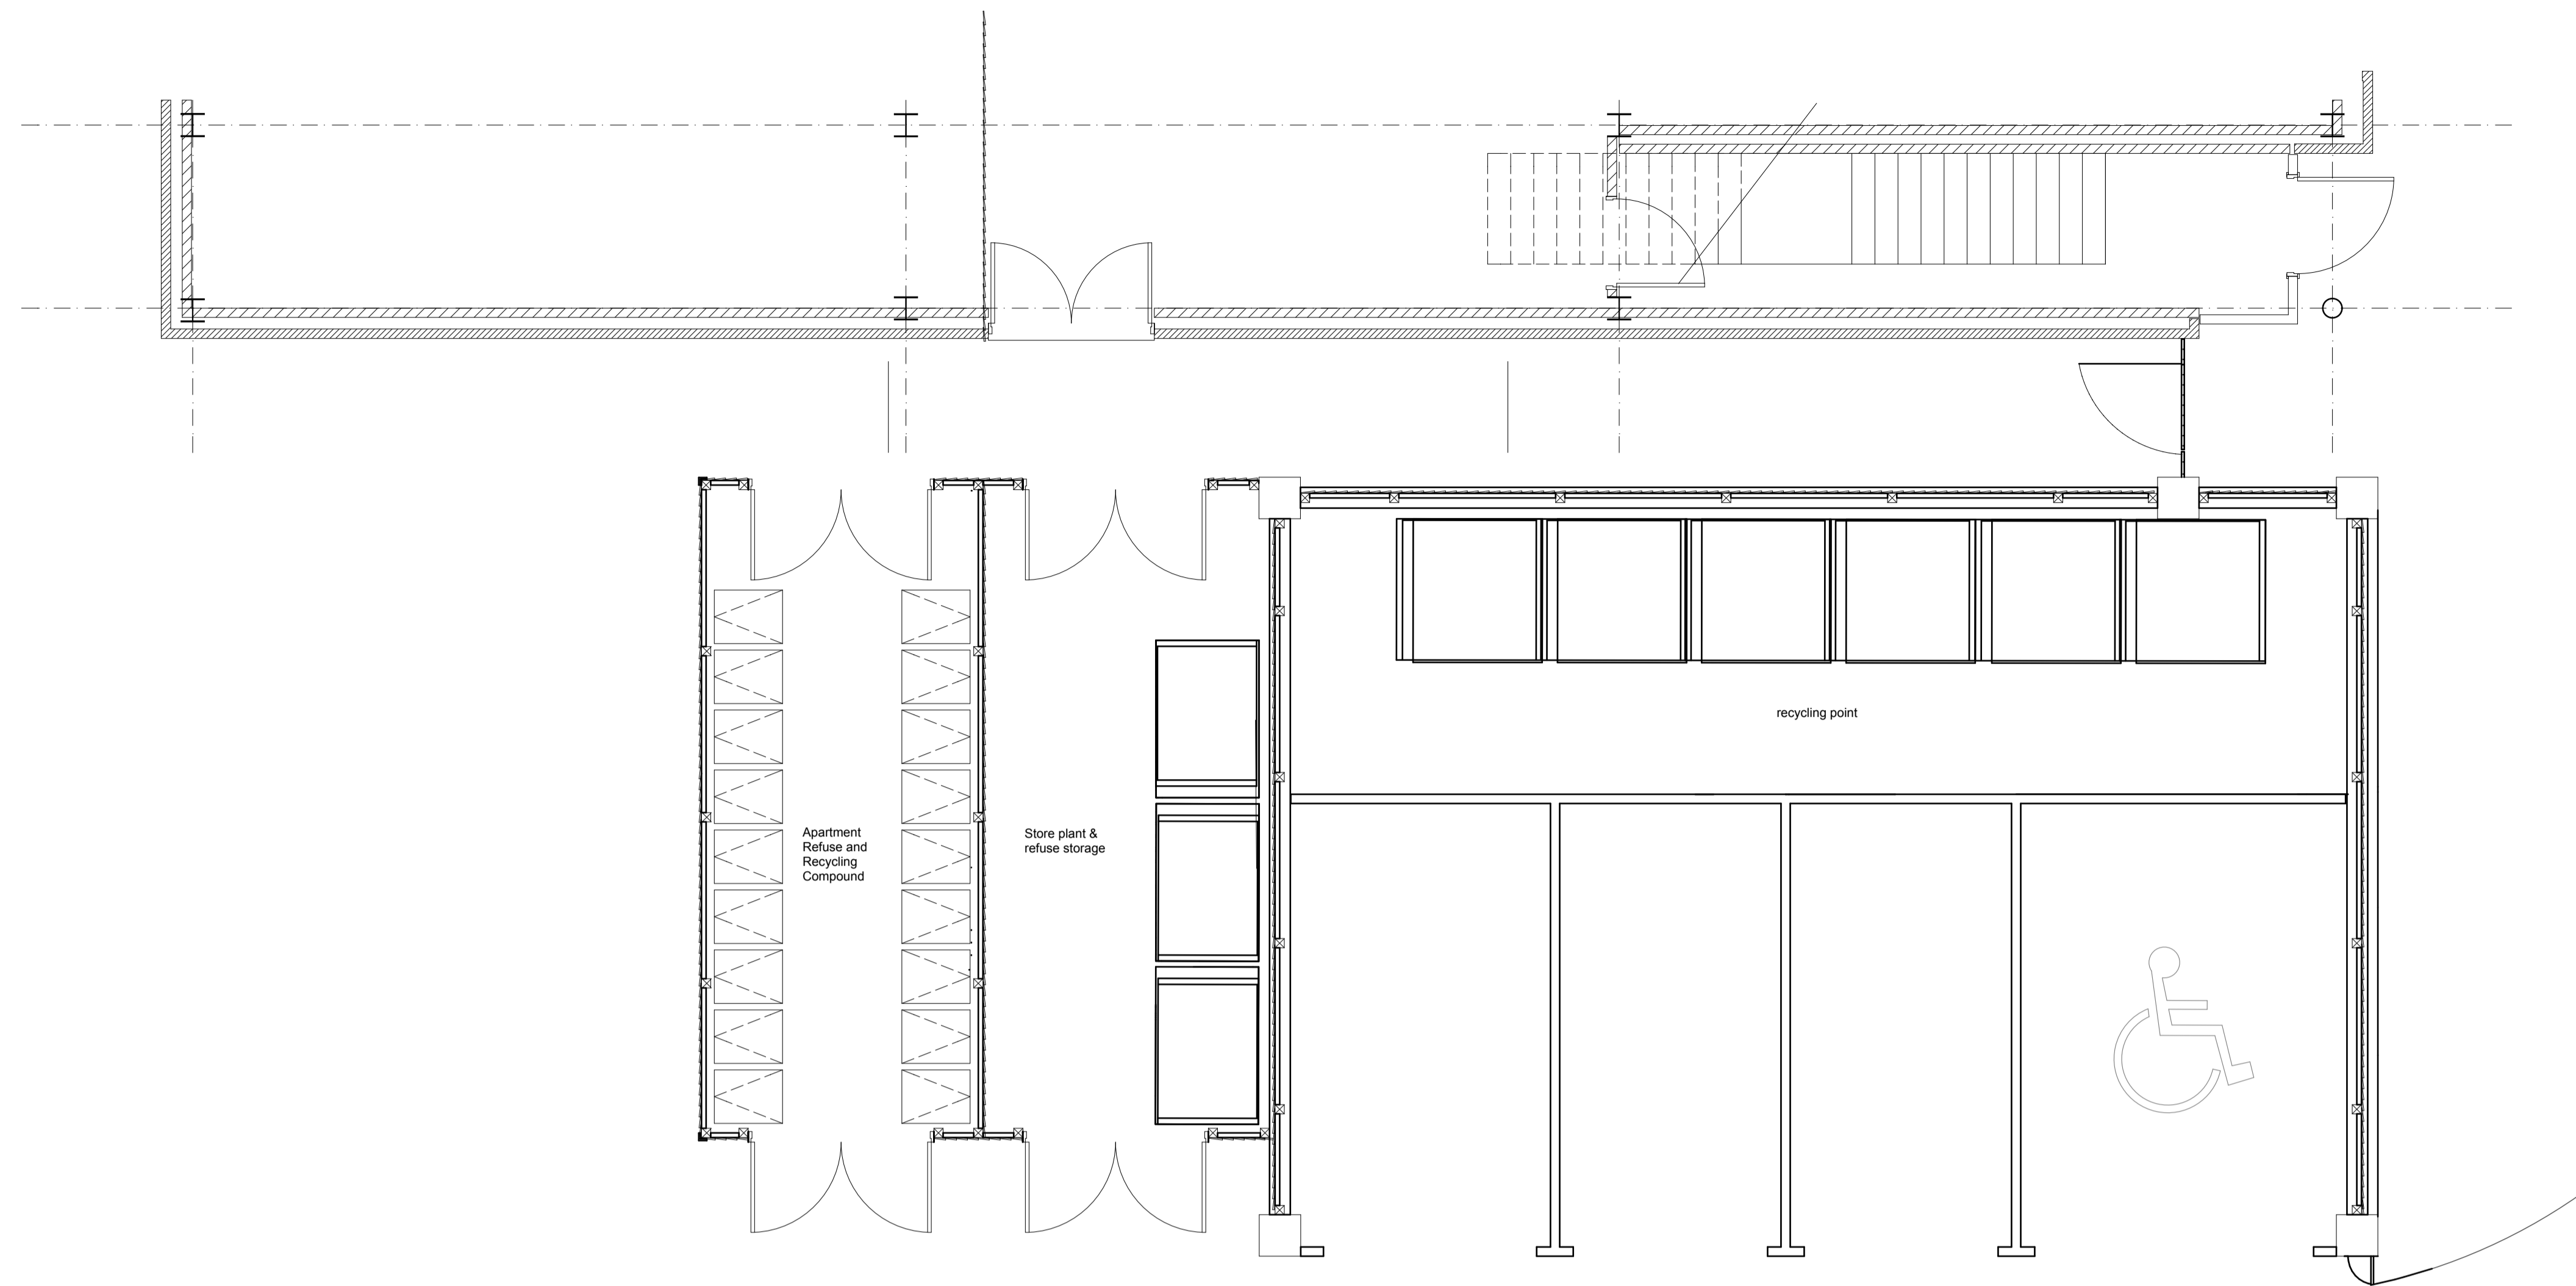 recycling point
Apartment
Refuse and
Recycling
Compound
Store plant &
refuse storage